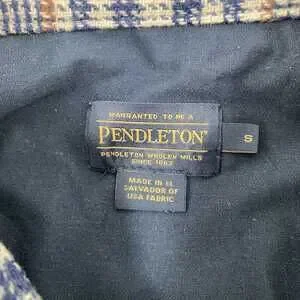 WARRANTED TO BE A
PENDLETON®
S
PENDLETON WOOLEN MILLS
SINCE 1863
MADE IN EL
SALVADOR OF
USA FABRIC